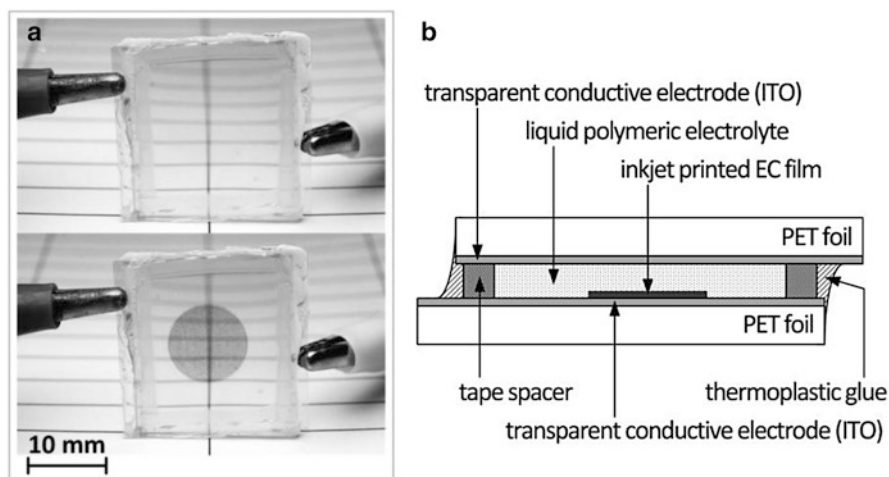 a
10 mm
b
transparent conductive electrode (ITO)
liquid polymeric electrolyte
inkjet printed EC film
PET foil
PET foil
tape spacer
thermoplastic glue
transparent conductive electrode (ITO)